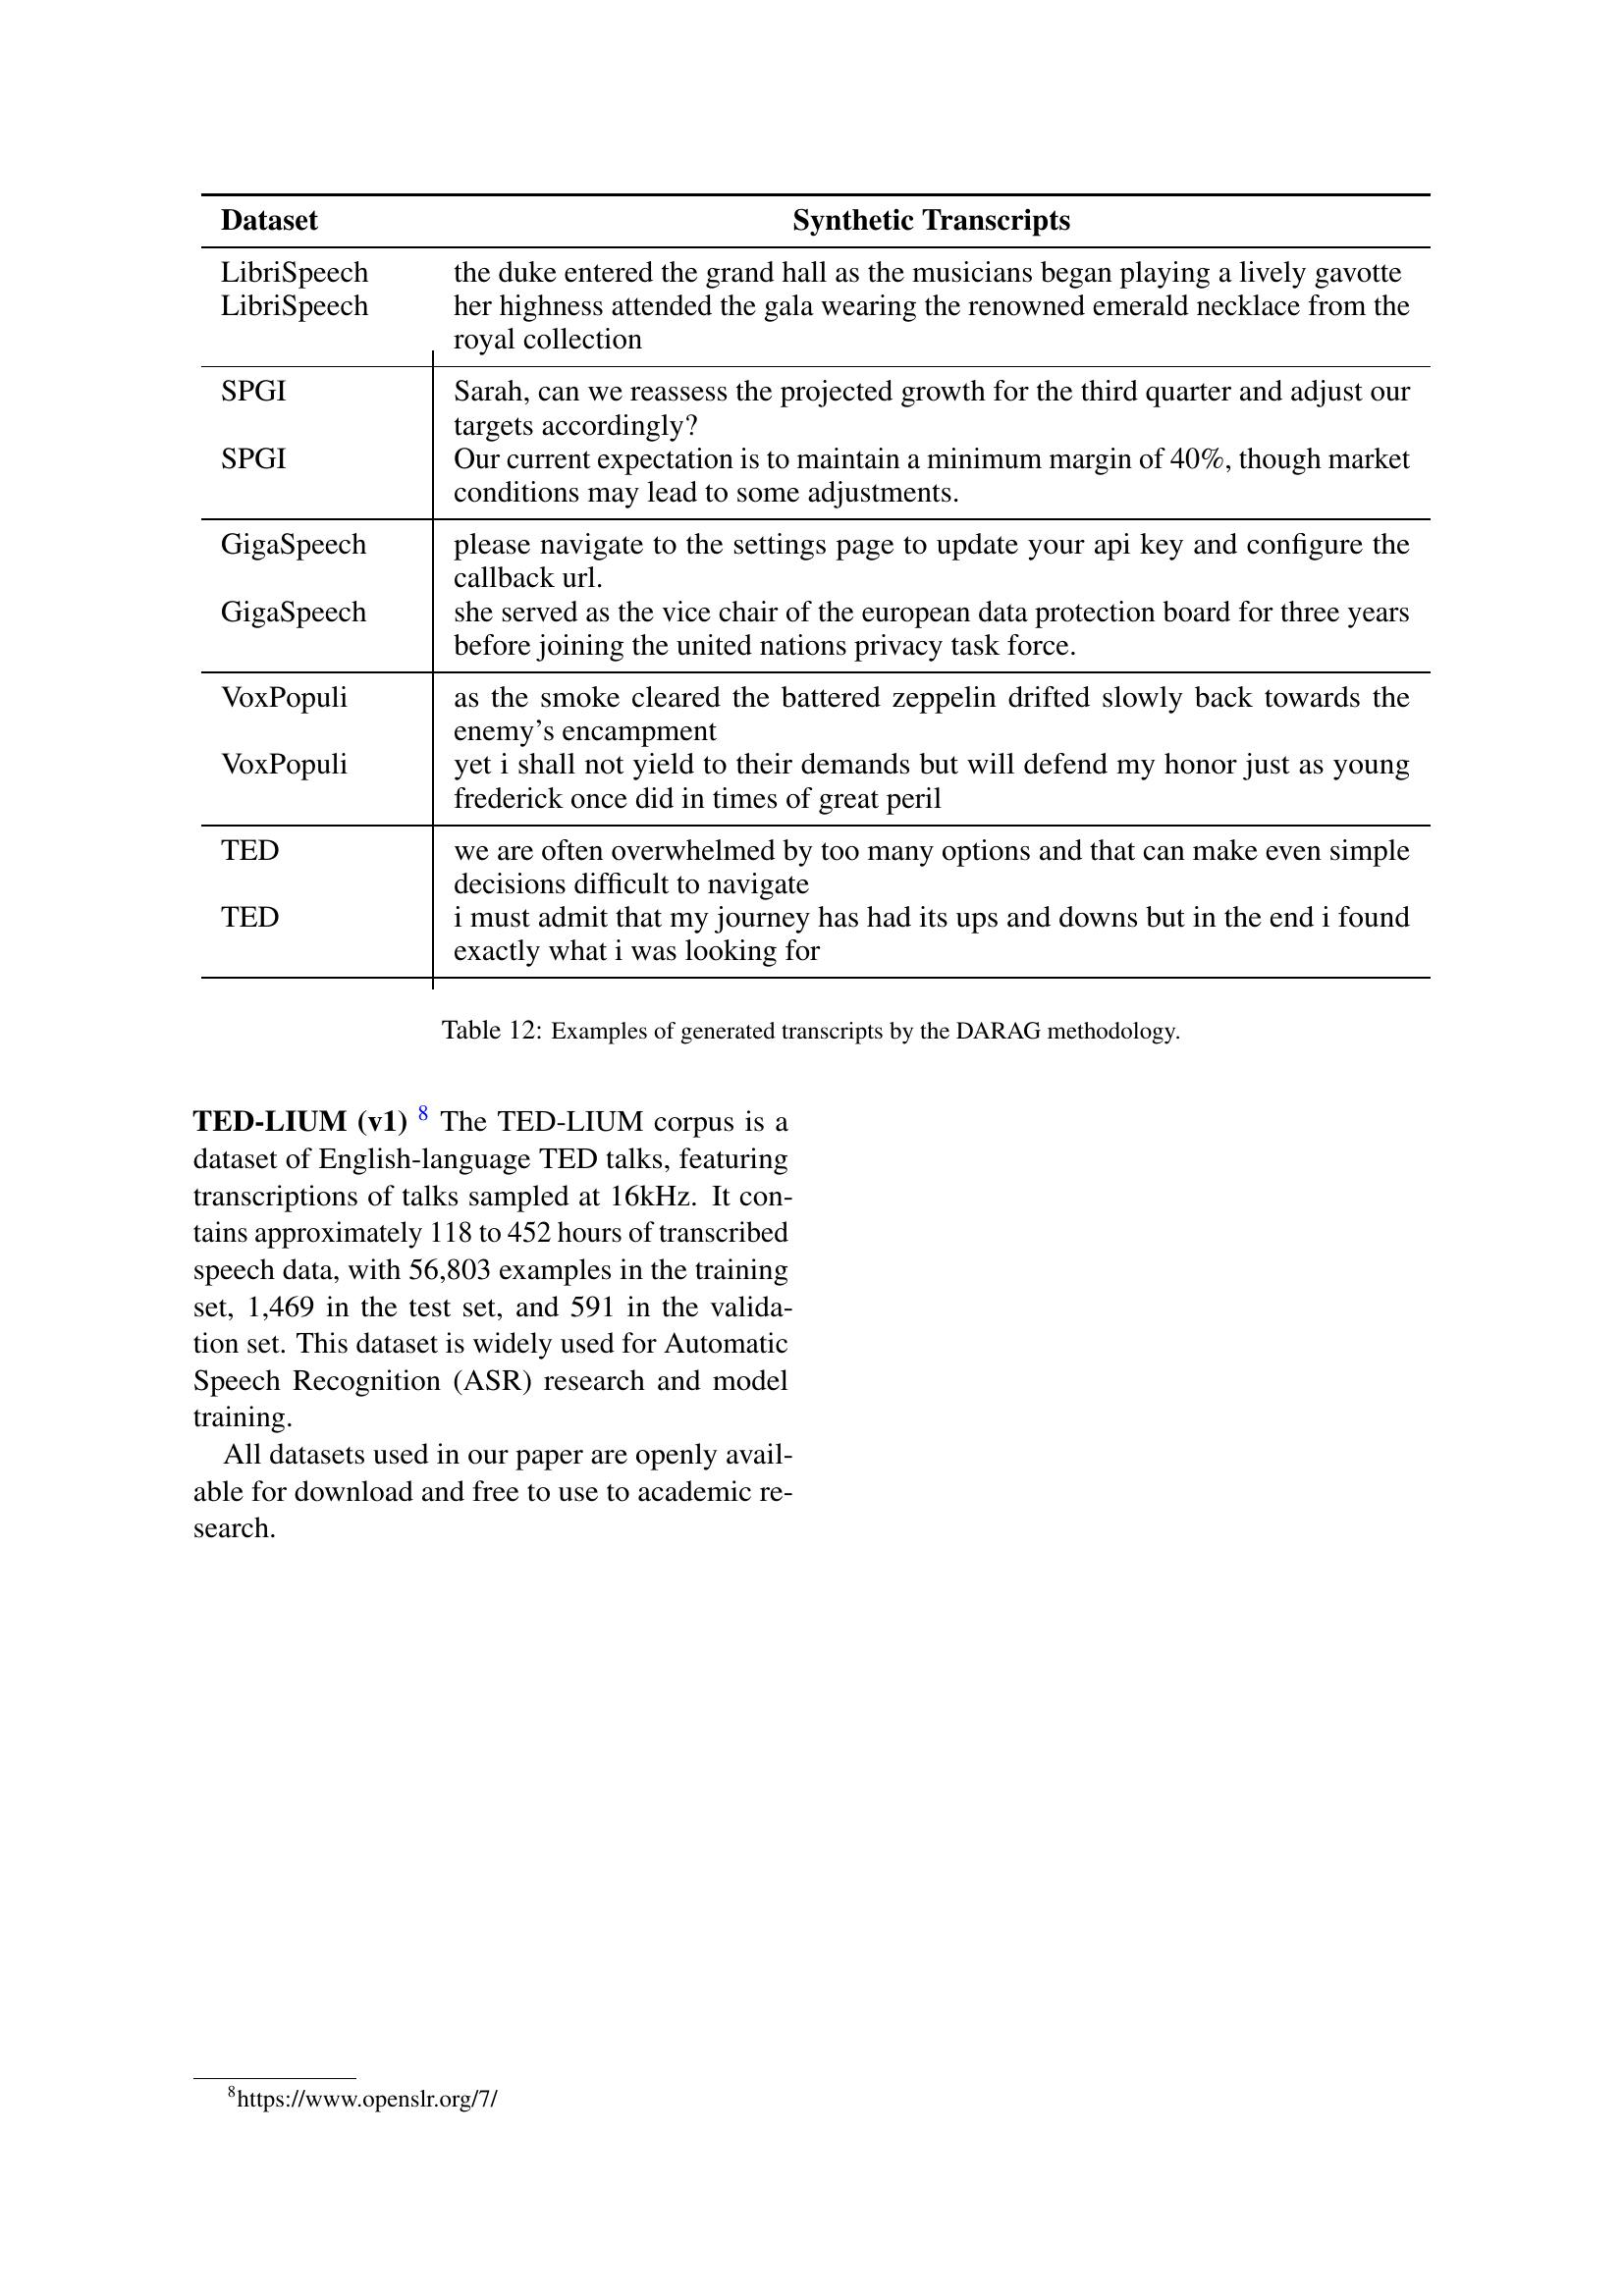 Dataset Synthetic Transcripts
LibriSpeech the duke entered the grand hall as the musicians began playing a lively gavotte
LibriSpeech her highness attended the gala wearing the renowned emerald necklace from the
royal collection
SPGI Sarah, can we reassess the projected growth for the third quarter and adjust our
targets accordingly?
SPGI Our current expectation is to maintain a minimum margin of 40%, though market
conditions may lead to some adjustments.
GigaSpeech please navigate to the settings page to update your api key and configure the
callback url.
GigaSpeech she served as the vice chair of the european data protection board for three years
before joining the united nations privacy task force.
VoxPopuli as the smoke cleared the battered zeppelin drifted slowly back towards the
enemy's encampment
VoxPopuli yet i shall not yield to their demands but will defend my honor just as young
frederick once did in times of great peril
TED we are often overwhelmed by too many options and that can make even simple
decisions difficult to navigate
TED i must admit that my journey has had its ups and downs but in the end i found
exactly what i was looking for
Table 12: Examples of generated transcripts by the DARAG methodology.
TED-LIUM (v1) 8 The TED-LIUM corpus is a
dataset of English-language TED talks, featuring
transcriptions of talks sampled at 16kHz. It con-
tains approximately 118 to 452 hours of transcribed
speech data, with 56,803 examples in the training
set, 1,469 in the test set, and 591 in the valida-
tion set. This dataset is widely used for Automatic
Speech Recognition (ASR) research and model
training.
All datasets used in our paper are openly avail-
able for download and free to use to academic re-
search.
8https://www.openslr.org/7/